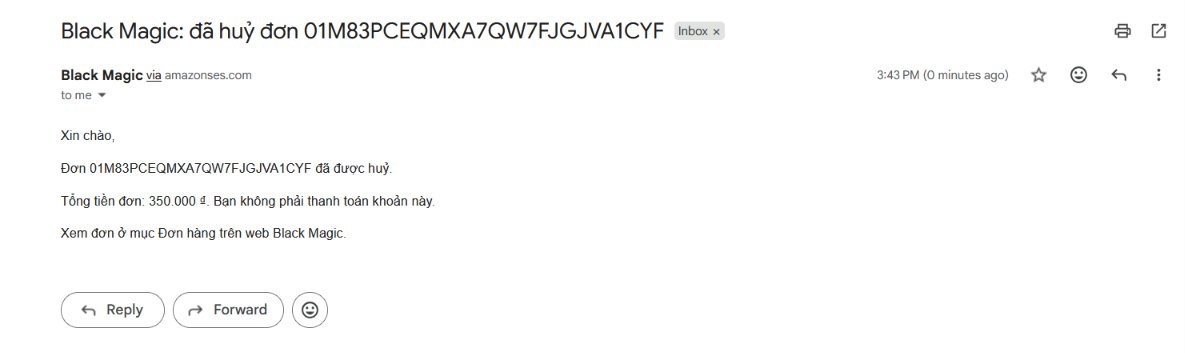 Black Magic: đã huỷ đơn 01M83PCEQMXA7QW7FJGJVA1CYF Inbox ×
Black Magic via amazonses.com 3:43 PM (0 minutes ago)
to me
Xin chào,
Đơn 01M83PCEQMXA7QW7FJGJVA1CYF đã được huỷ.
Tổng tiền đơn: 350.000 ₫. Bạn không phải thanh toán khoản này.
Xem đơn ở mục Đơn hàng trên web Black Magic.
Reply Forward